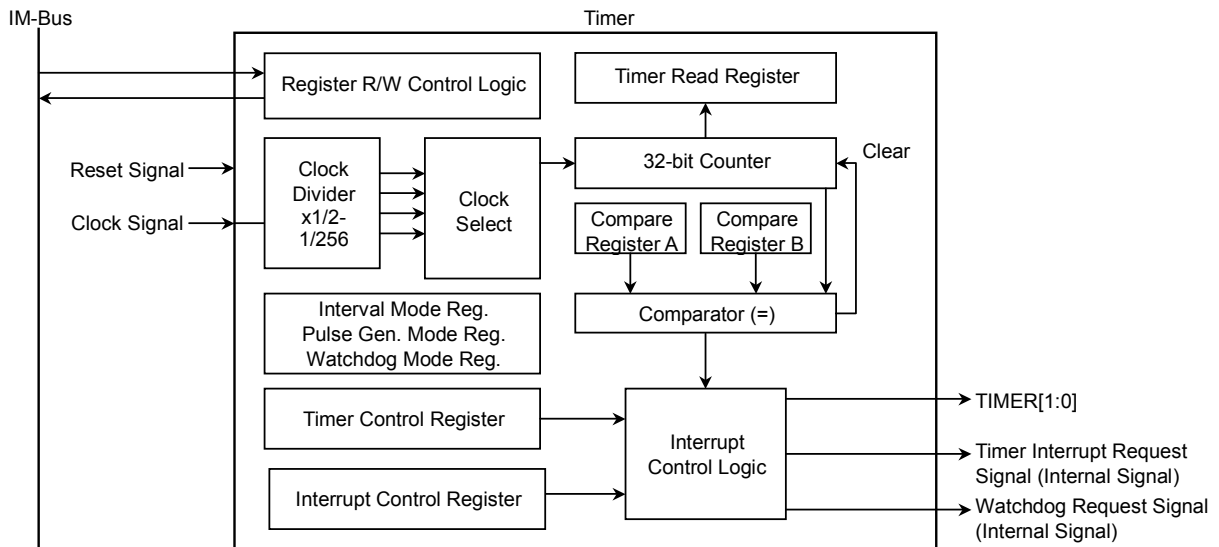 IM-Bus
Timer
Register R/W Control Logic
Timer Read Register
Reset Signal
Clock Signal
Clock
Divider
x1/2-
1/256
Clock
Select
32-bit Counter
Clear
Compare
Register A
Compare
Register B
Interval Mode Reg.
Pulse Gen. Mode Reg.
Watchdog Mode Reg.
Comparator (=)
Timer Control Register
Interrupt Control Register
Interrupt
Control Logic
TIMER[1:0]
Timer Interrupt Request
Signal (Internal Signal)
Watchdog Request Signal
(Internal Signal)